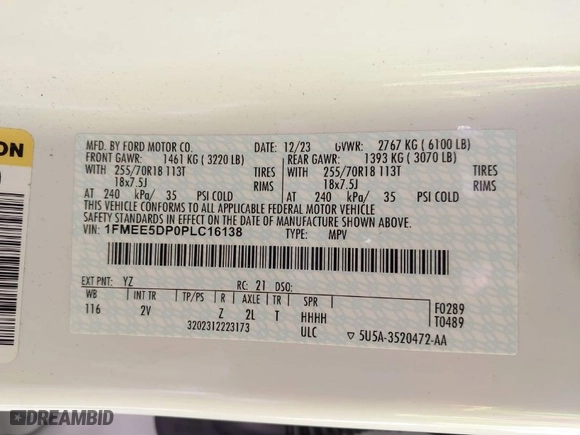 ON
MFD. BY FORD MOTOR CO. DATE: 12/23 GVWR: 2767 KG ( 6100 LB)
FRONT GAWR: 1461 KG ( 3220 LB) REAR GAWR: 1393 KG ( 3070 LB)
WITH 255/70R18 113T TIRES WITH 255/70R18 113T TIRES
18x7.5J RIMS 18x7.5J RIMS
AT 240 kPa/ 35 PSI COLD AT 240 kPa/ 35 PSI COLD
THIS VEHICLE CONFORMS TO ALL APPLICABLE FEDERAL MOTOR VEHICLE
SAFETY STANDARDS IN EFFECT ON THE DATE OF MANUFACTURE SHOWN ABOVE.
VIN: 1FMEE5DP0PLC16138 TYPE: MPV
EXT PNT: YZ RC: 21 DSO:
WB INT TR TP/PS R AXLE TR SPR F0289
116 2V Z 2L T HHHH T0489
3202312223173 ULC 5U5A-3520472-AA
DREAMBID